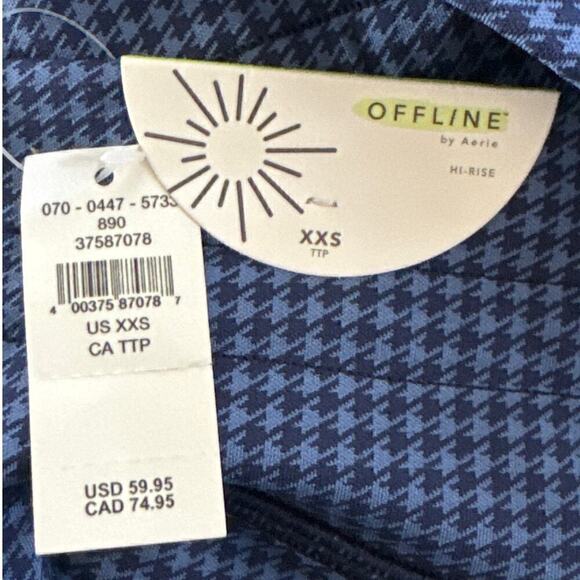 OFFLINE™
by Aerie
HI-RISE
XXS
TTP
070 - 0447 - 5733
890
37587078
4 00375 87078 7
US XXS
CA TTP
USD 59.95
CAD 74.95